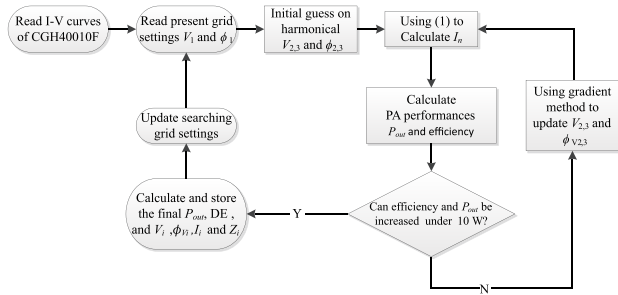 Read I-V curves
of CGH40010F
Read present grid
settings V1 and ϕ1
Initial guess on
harmonical
V2,3 and ϕ2,3
Using (1) to
Calculate In
Calculate
PA performances
Pout and efficiency
Using gradient
method to
update V2,3 and
ϕV2,3
Update searching
grid settings
Can efficiency and Pout be
increased under 10 W?
Calculate and store
the final Pout, DE ,
and Vi ,ϕVi,Ii and Zi
Y
N